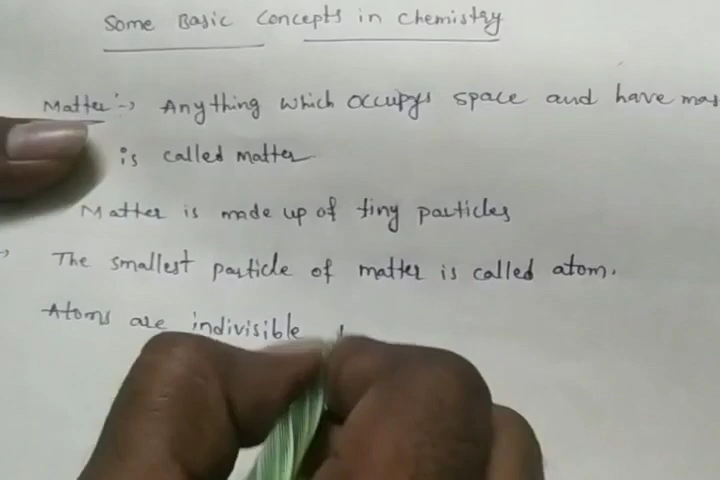 Some Basic Concepts in Chemistry
Matter :-> Anything which occupys space and have mas
is called matter
Matter is made up of tiny particles
The smallest particle of matter is called atom.
Atoms are indivisible